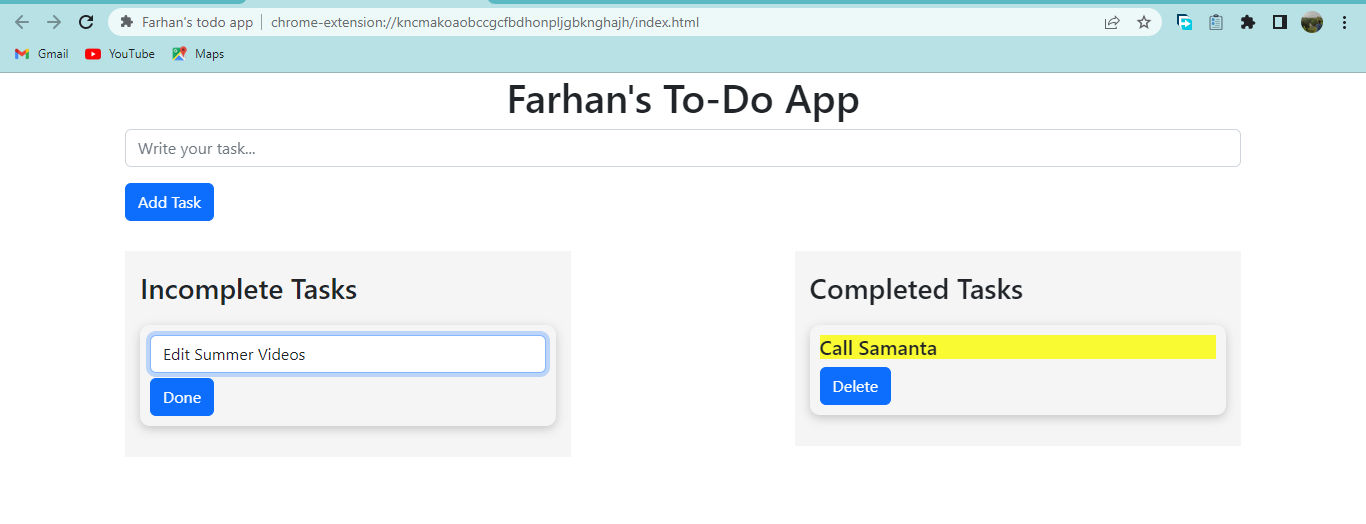 Farhan's todo app | chrome-extension://kncmakoaobccgcfbdhonpljgbknghajh/index.html
Gmail YouTube Maps
Farhan's To-Do App
Write your task...
Add Task
Incomplete Tasks
Edit Summer Videos
Done
Completed Tasks
Call Samanta
Delete